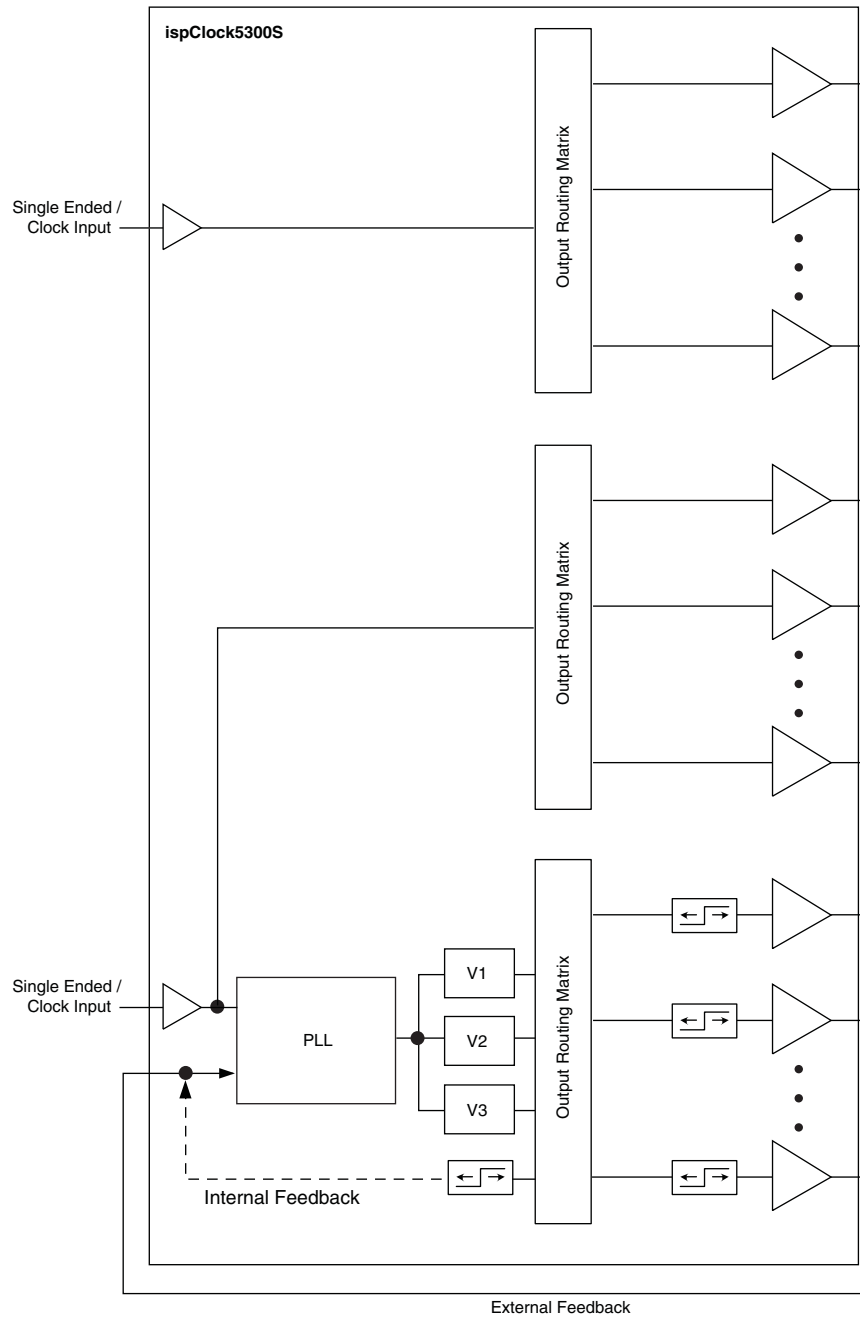 ispClock5300S
Output Routing Matrix
Single Ended /
Clock Input
Output Routing Matrix
Single Ended /
Clock Input
PLL
V1
V2
V3
Output Routing Matrix
Internal Feedback
External Feedback